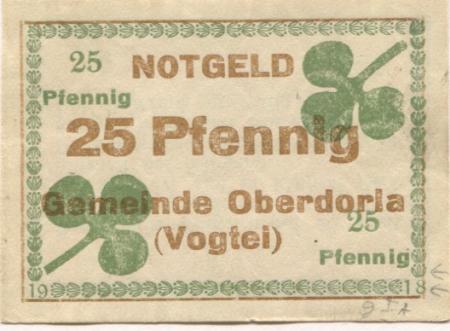 25
Pfennig
NOTGELD
25 Pfennig
Gemeinde Oberdorla
(Vogtei)
25
Pfennig
19 18